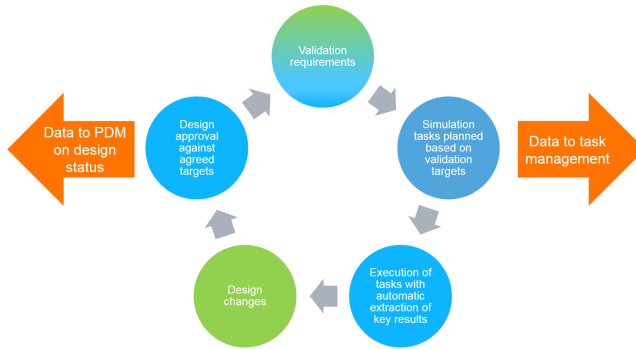 Validation
requirements
Simulation
tasks planned
based on
validation
targets
Data to task
management
Execution of
tasks with
automatic
extraction of
key results
Design
changes
Design
approval
against
agreed
targets
Data to PDM
on design
status